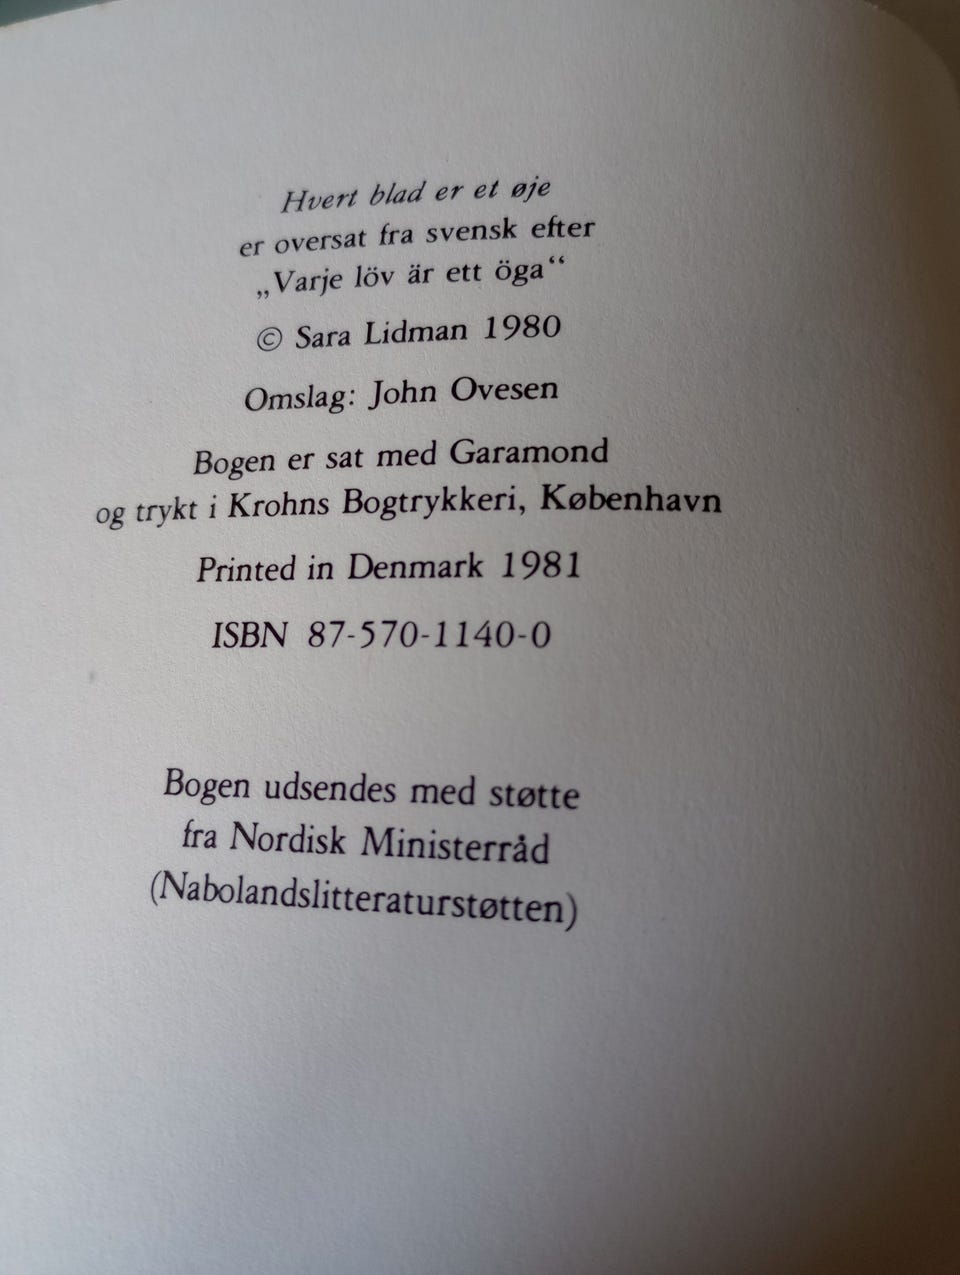 Hvert blad er et øje
er oversat fra svensk efter
„Varje löv är ett öga“
© Sara Lidman 1980
Omslag: John Ovesen
Bogen er sat med Garamond
og trykt i Krohns Bogtrykkeri, København
Printed in Denmark 1981
ISBN 87-570-1140-0
Bogen udsendes med støtte
fra Nordisk Ministerråd
(Nabolandslitteraturstøtten)